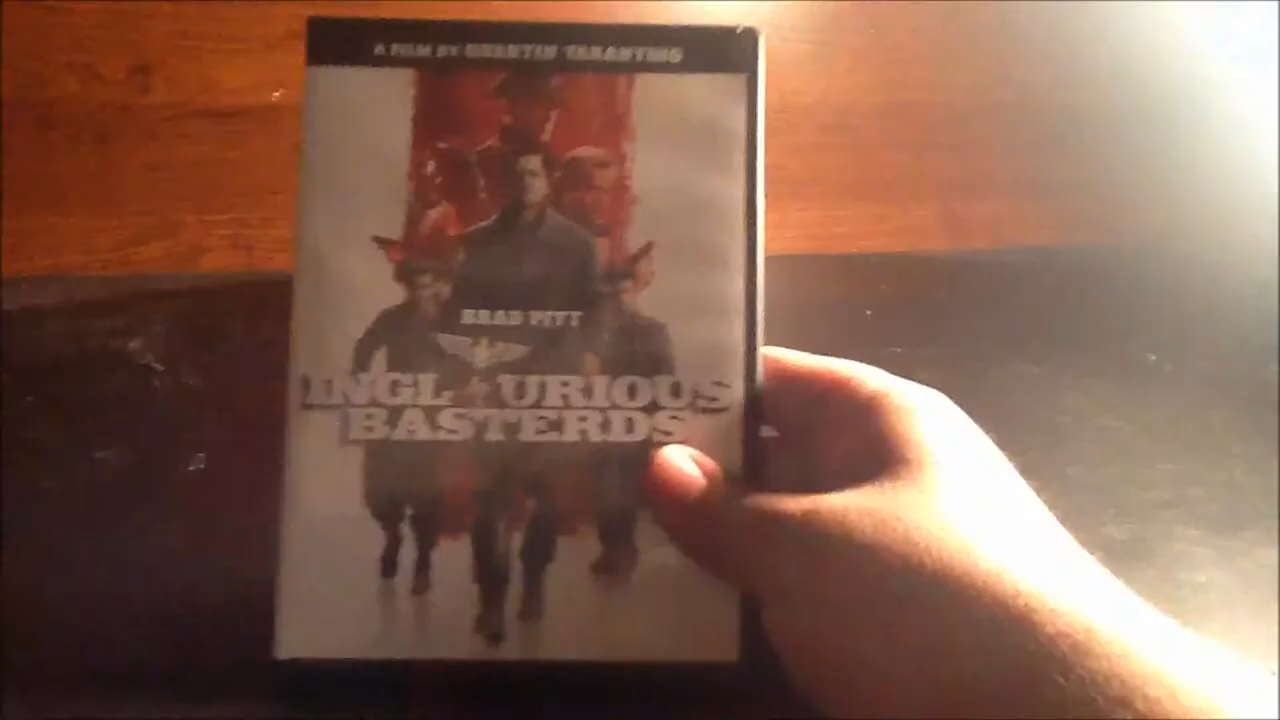 A FILM BY QUENTIN TARANTINO
BRAD PITT
INGLOURIOUS
BASTERDS